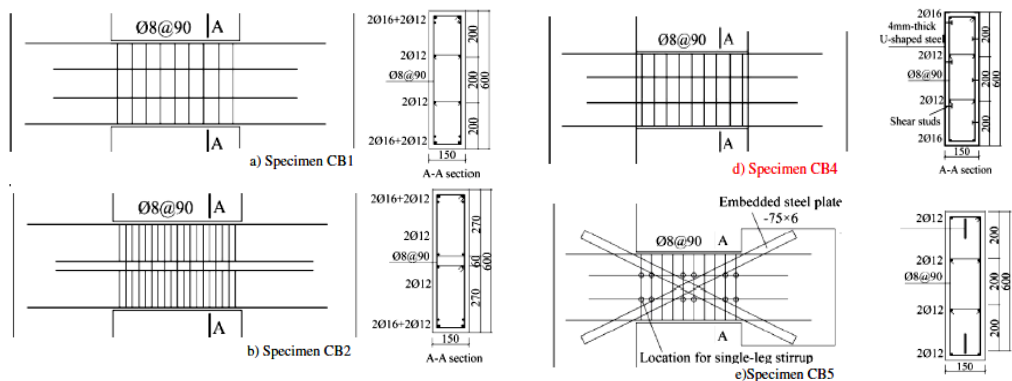 Ø8@90
A
A
2Ø16+2Ø12
2Ø12
Ø8@90
2Ø12
2Ø16+2Ø12
200
200
200
600
150
A-A section
a) Specimen CB1
Ø8@90
A
A
2Ø16+2Ø12
2Ø12
Ø8@90
2Ø12
2Ø16+2Ø12
270
60
270
600
150
A-A section
b) Specimen CB2
Ø8@90
A
A
2Ø16
4mm-thick
U-shaped steel
2Ø12
Ø8@90
2Ø12
Shear studs
2Ø16
200
200
200
600
150
A-A section
d) Specimen CB4
Embedded steel plate
-75×6
Ø8@90
A
A
Location for single-leg stirrup
2Ø12
2Ø12
Ø8@90
2Ø12
2Ø12
200
200
200
600
150
e)Specimen CB5